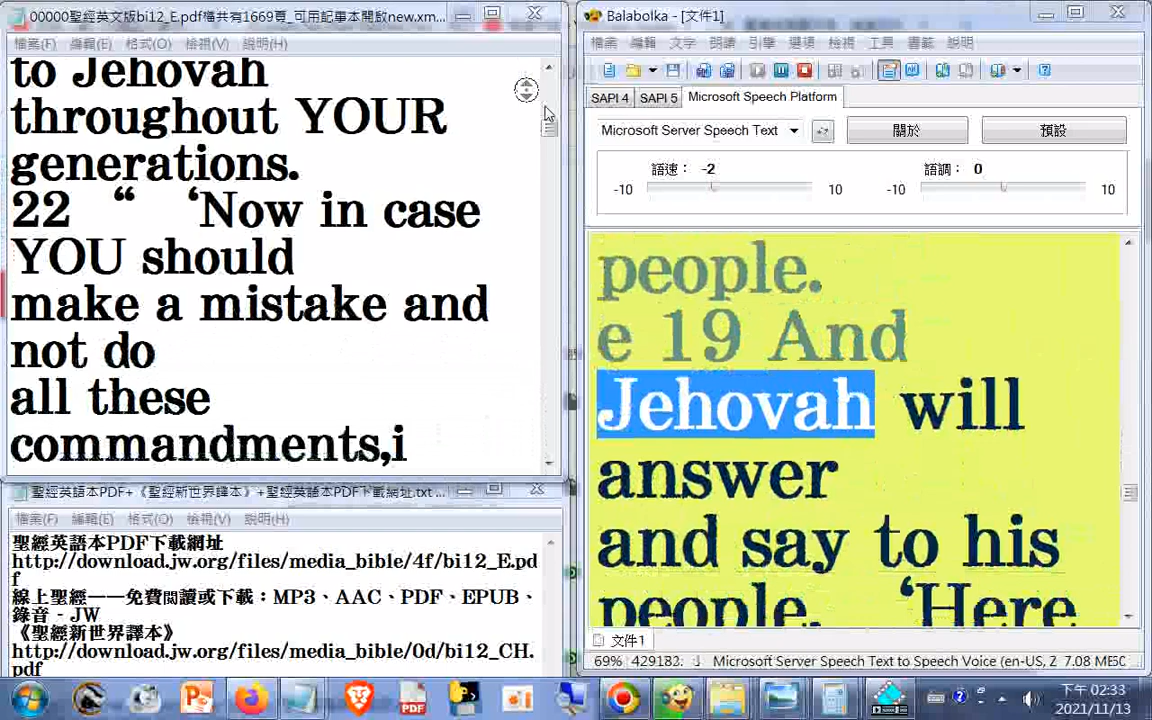 00000聖經英文版bi12_E.pdf檔共有1669頁_可用記事本開啟new.xm...
檔案(F) 編輯(E) 格式(O) 檢視(V) 說明(H)
to Jehovah
throughout YOUR
generations.
22 “ ‘Now in case
YOU should
make a mistake and
not do
all these
commandments,i
聖經英語本PDF+《聖經新世界譯本》+聖經英語本PDF下載網址.txt ...
檔案(F) 編輯(E) 格式(O) 檢視(V) 說明(H)
聖經英語本PDF下載網址
http://download.jw.org/files/media_bible/4f/bi12_E.pd
f
線上聖經——免費閱讀或下載：MP3、AAC、PDF、EPUB、
錄音 - JW
《聖經新世界譯本》
http://download.jw.org/files/media_bible/0d/bi12_CH.
pdf
Balabolka - [文件1]
檔案 編輯 文字 朗讀 引擎 選項 檢視 工具 書籤 說明
SAPI 4 SAPI 5 Microsoft Speech Platform
Microsoft Server Speech Text 關於 預設
語速： -2 語調： 0
-10 10 -10 10
people.
e 19 And
Jehovah will
answer
and say to his
people. ‘Here
文件1
69% 429182. Microsoft Server Speech Text to Speech Voice (en-US, Z 7.08 ME
PDF
下午 02:33
2021/11/13